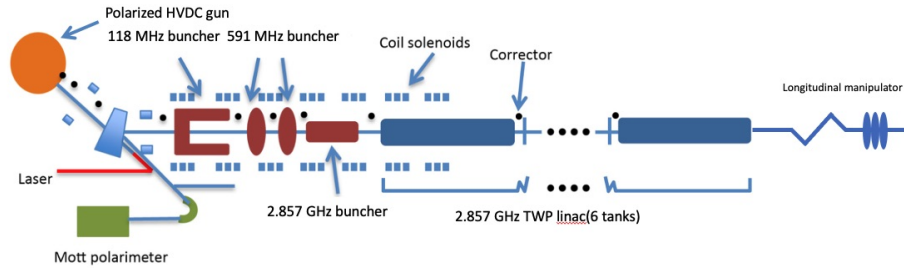 Polarized HVDC gun
118 MHz buncher 591 MHz buncher
Coil solenoids
Corrector
Longitudinal manipulator
Laser
2.857 GHz buncher
2.857 GHz TWP linac(6 tanks)
Mott polarimeter